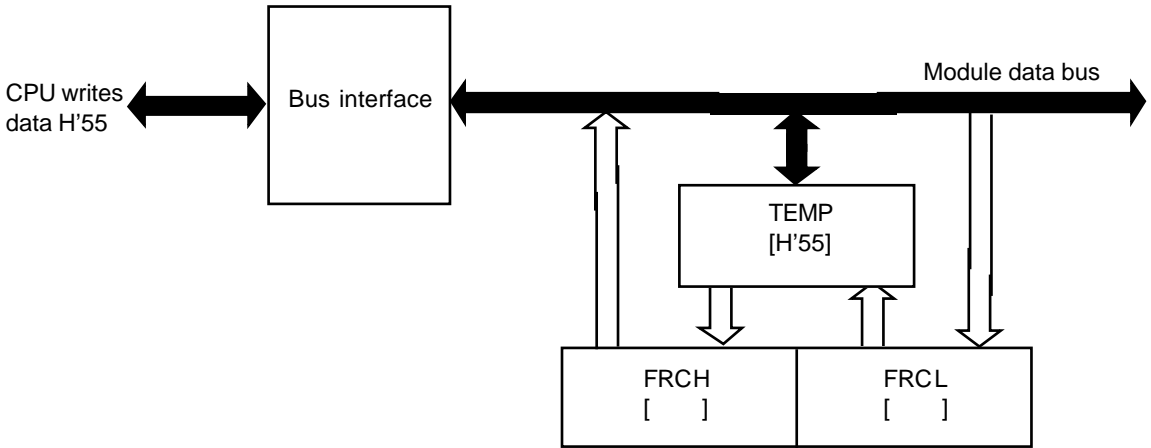 CPU writes
data H'55
Bus interface
Module data bus
TEMP
[H'55]
FRCH
[ ]
FRCL
[ ]